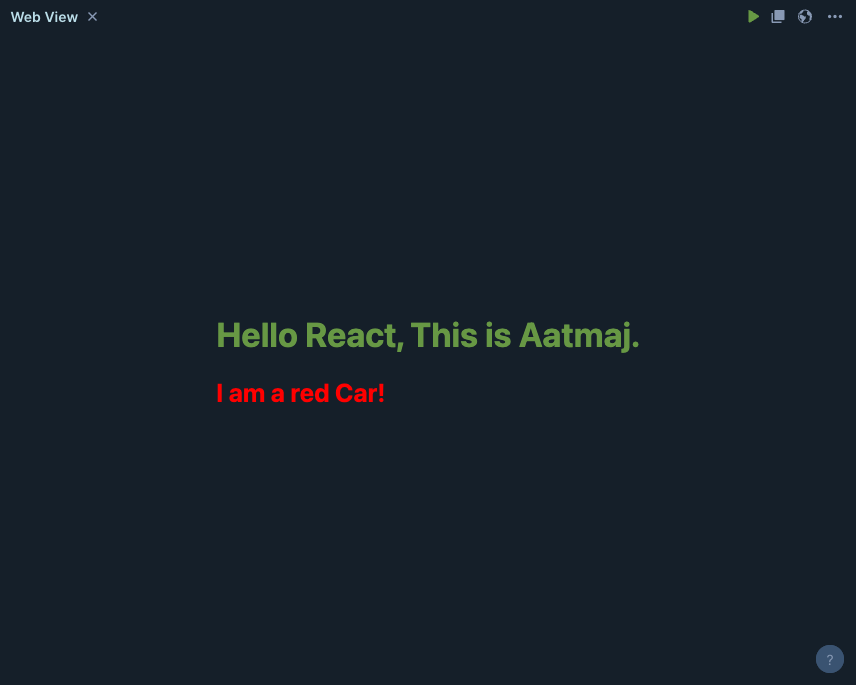 Web View
Hello React, This is Aatmaj.
I am a red Car!
?